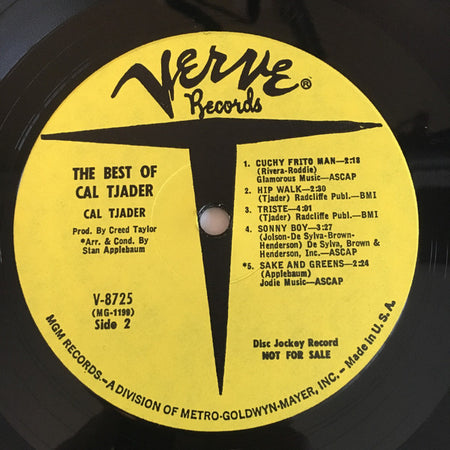 VERVE ®
Records
THE BEST OF
CAL TJADER
CAL TJADER
Prod. By Creed Taylor
*Arr. & Cond. By
Stan Applebaum
V-8725
(MG-1199)
Side 2
1. CUCHY FRITO MAN—2:18
(Rivera-Roddie)
Glamorous Music—ASCAP
2. HIP WALK—2:30
(Tjader) Radcliffe Publ.—BMI
3. TRISTE—4:01
(Tjader) Radcliffe Publ.—BMI
4. SONNY BOY—3:27
(Jolson-De Sylva-Brown-
Henderson) De Sylva, Brown &
Henderson, Inc.—ASCAP
*5. SAKE AND GREENS—2:24
(Applebaum)
Jodie Music—ASCAP
Disc Jockey Record
NOT FOR SALE
MGM RECORDS—A DIVISION OF METRO-GOLDWYN-MAYER, INC.—Made in U.S.A.